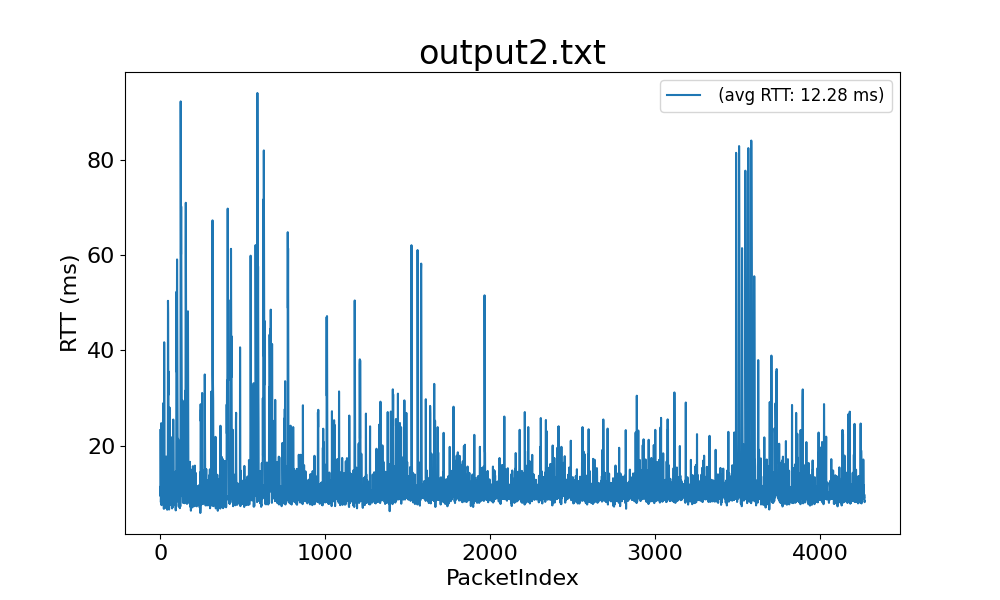 output2.txt
(avg RTT: 12.28 ms)
80
60
40
20
RTT (ms)
0 1000 2000 3000 4000
PacketIndex